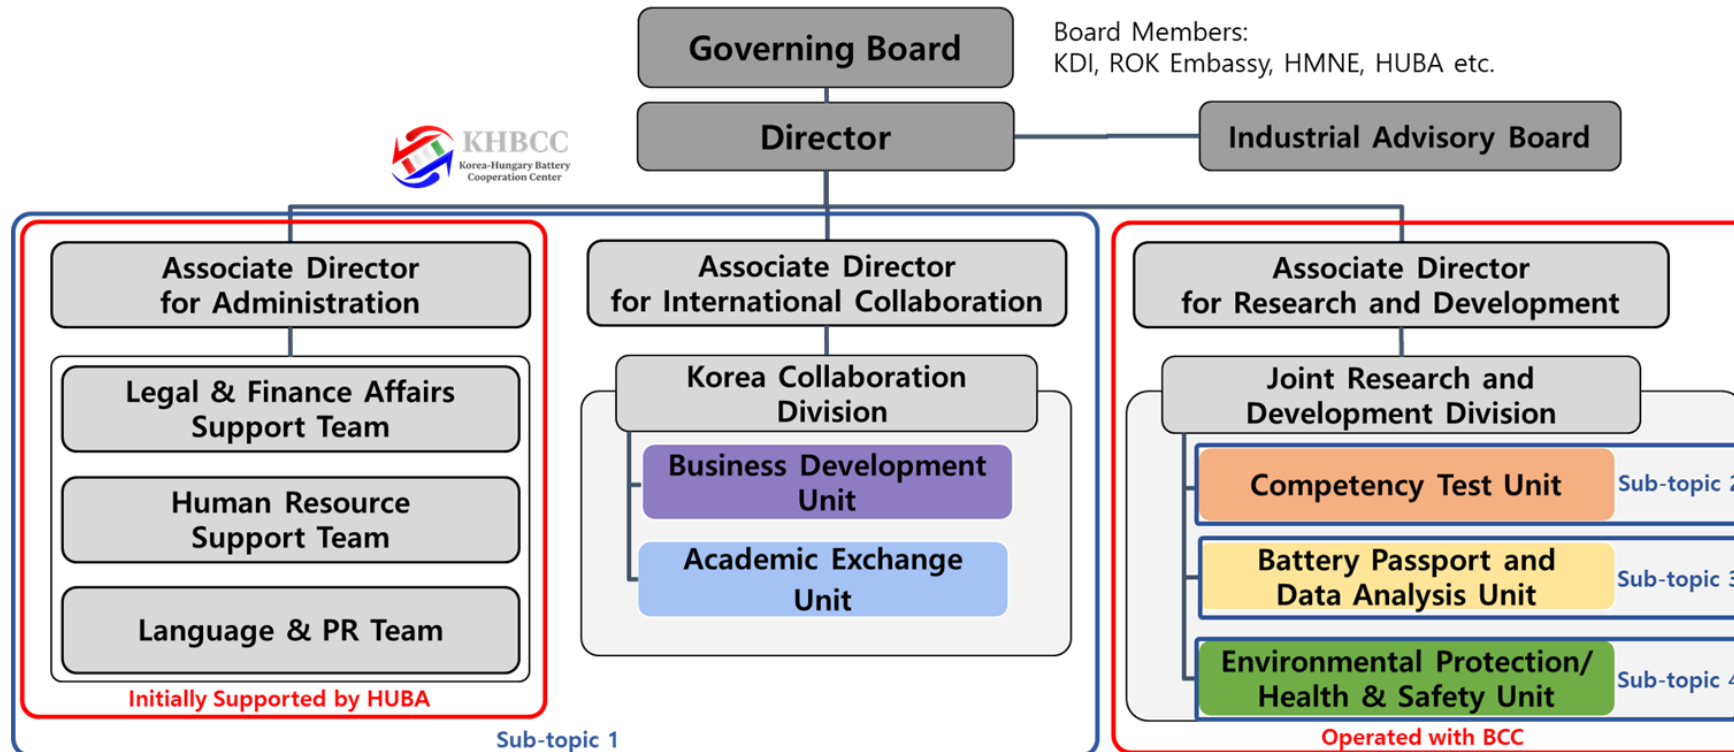 Governing Board
Board Members:
KDI, ROK Embassy, HMNE, HUBA etc.
Director
Industrial Advisory Board
KHBCC
Korea-Hungary Battery
Cooperation Center
Associate Director
for Administration
Legal & Finance Affairs
Support Team
Human Resource
Support Team
Language & PR Team
Initially Supported by HUBA
Associate Director
for International Collaboration
Korea Collaboration
Division
Business Development
Unit
Academic Exchange
Unit
Sub-topic 1
Associate Director
for Research and Development
Joint Research and
Development Division
Competency Test Unit
Sub-topic 2
Battery Passport and
Data Analysis Unit
Sub-topic 3
Environmental Protection/
Health & Safety Unit
Sub-topic 4
Operated with BCC